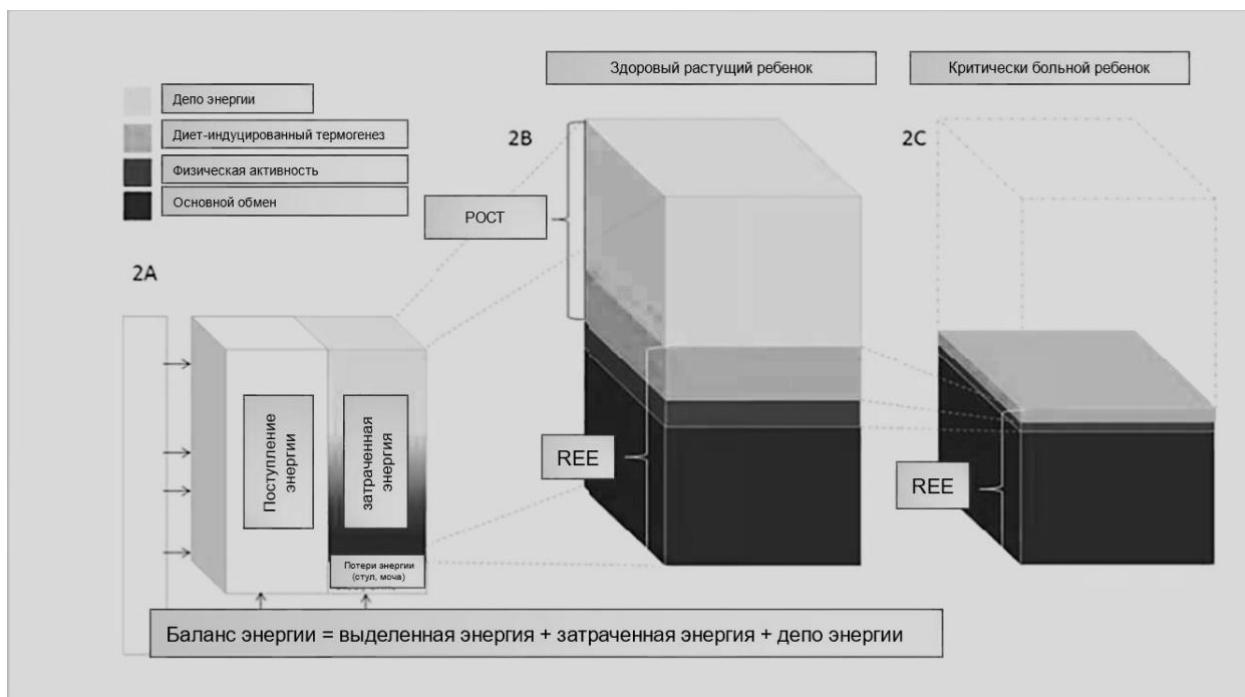 Здоровый растущий ребенок
Критически больной ребенок
Депо энергии
Диет-индуцированный термогенез
Физическая активность
Основной обмен
2B
2C
РОСТ
2A
Поступление
энергии
затраченная
энергия
REE
REE
Потери энергии
(стул, моча)
Баланс энергии = выделенная энергия + затраченная энергия + депо энергии